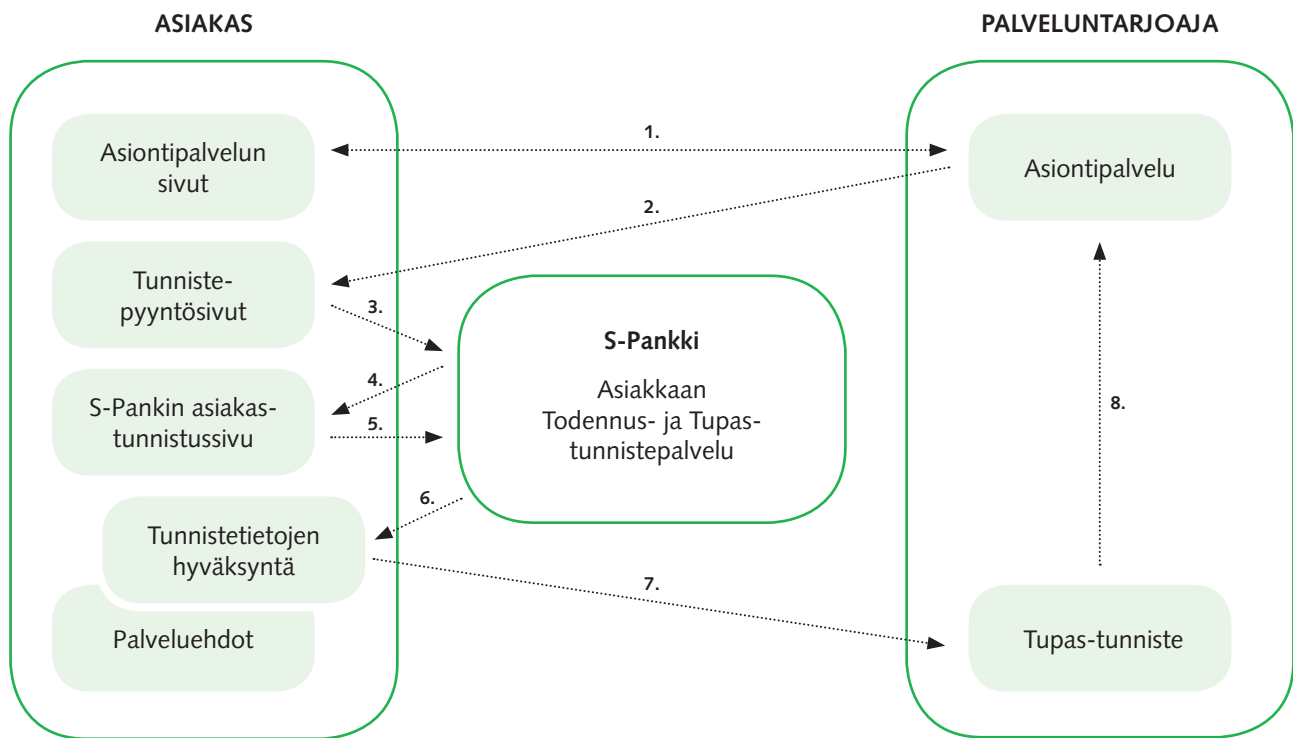 ASIAKAS
PALVELUNTARJOAJA
Asiontipalvelun
sivut
1.
Asiontipalvelu
2.
Tunniste-
pyyntösivut
3.
S-Pankki
Asiakkaan
Todennus- ja Tupas-
tunnistepalvelu
4.
S-Pankin asiakas-
tunnistussivu
5.
8.
6.
Tunnistetietojen
hyväksyntä
7.
Palveluehdot
Tupas-tunniste